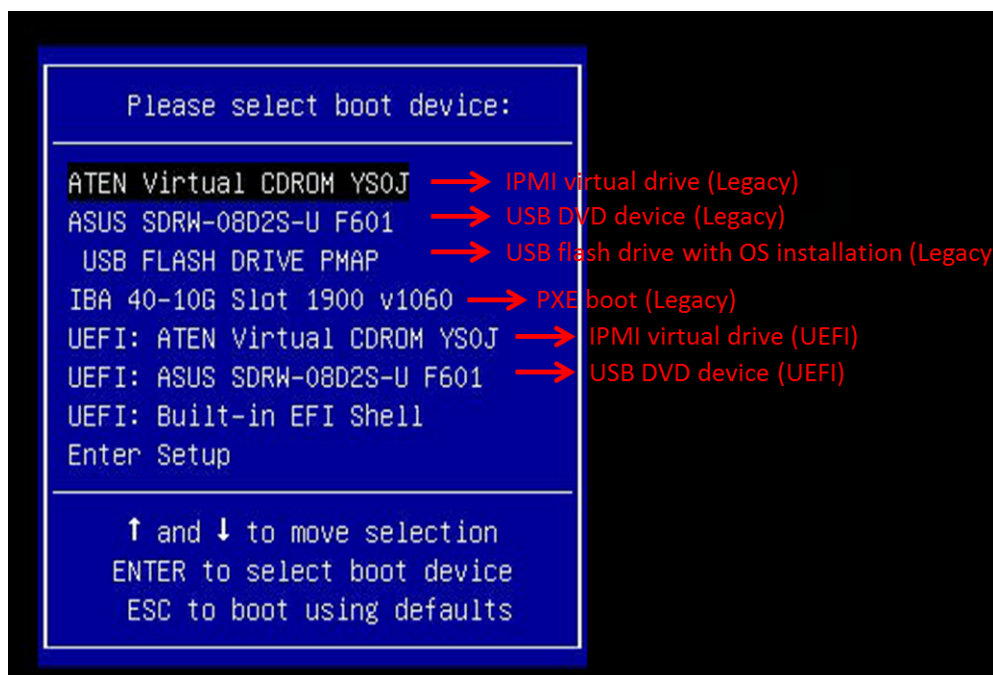 Please select boot device:
ATEN Virtual CDROM YS0J IPMI virtual drive (Legacy)
ASUS SDRW-08D2S-U F601 USB DVD device (Legacy)
USB FLASH DRIVE PMAP USB flash drive with OS installation (Legacy
IBA 40-10G Slot 1900 v1060 PXE boot (Legacy)
UEFI: ATEN Virtual CDROM YS0J IPMI virtual drive (UEFI)
UEFI: ASUS SDRW-08D2S-U F601 USB DVD device (UEFI)
UEFI: Built-in EFI Shell
Enter Setup
↑ and ↓ to move selection
ENTER to select boot device
ESC to boot using defaults